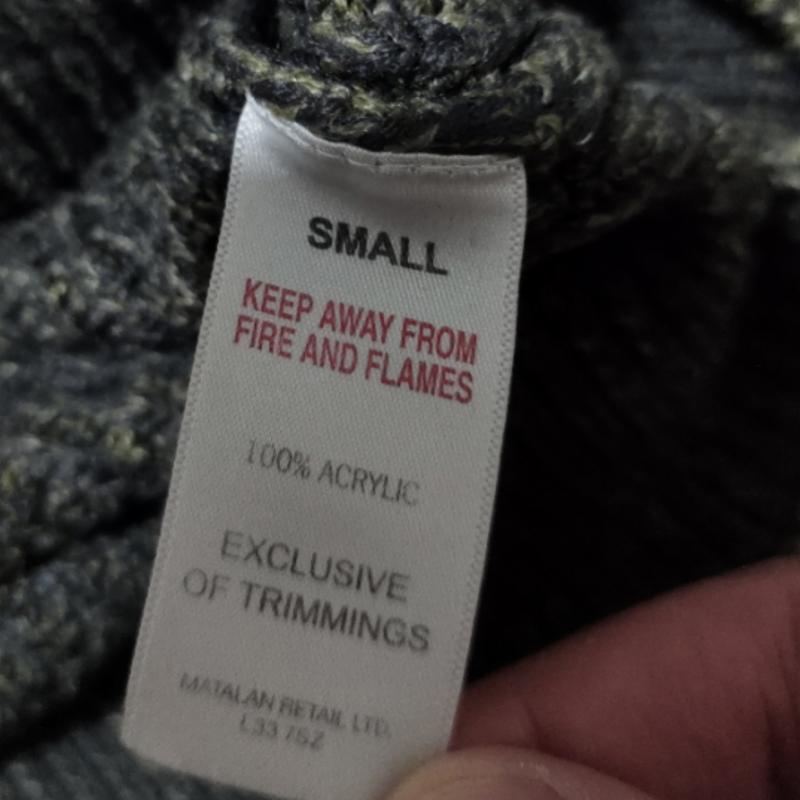 SMALL
KEEP AWAY FROM
FIRE AND FLAMES
100% ACRYLIC
EXCLUSIVE
OF TRIMMINGS
MATALAN RETAIL LTD.
L33 7SZ